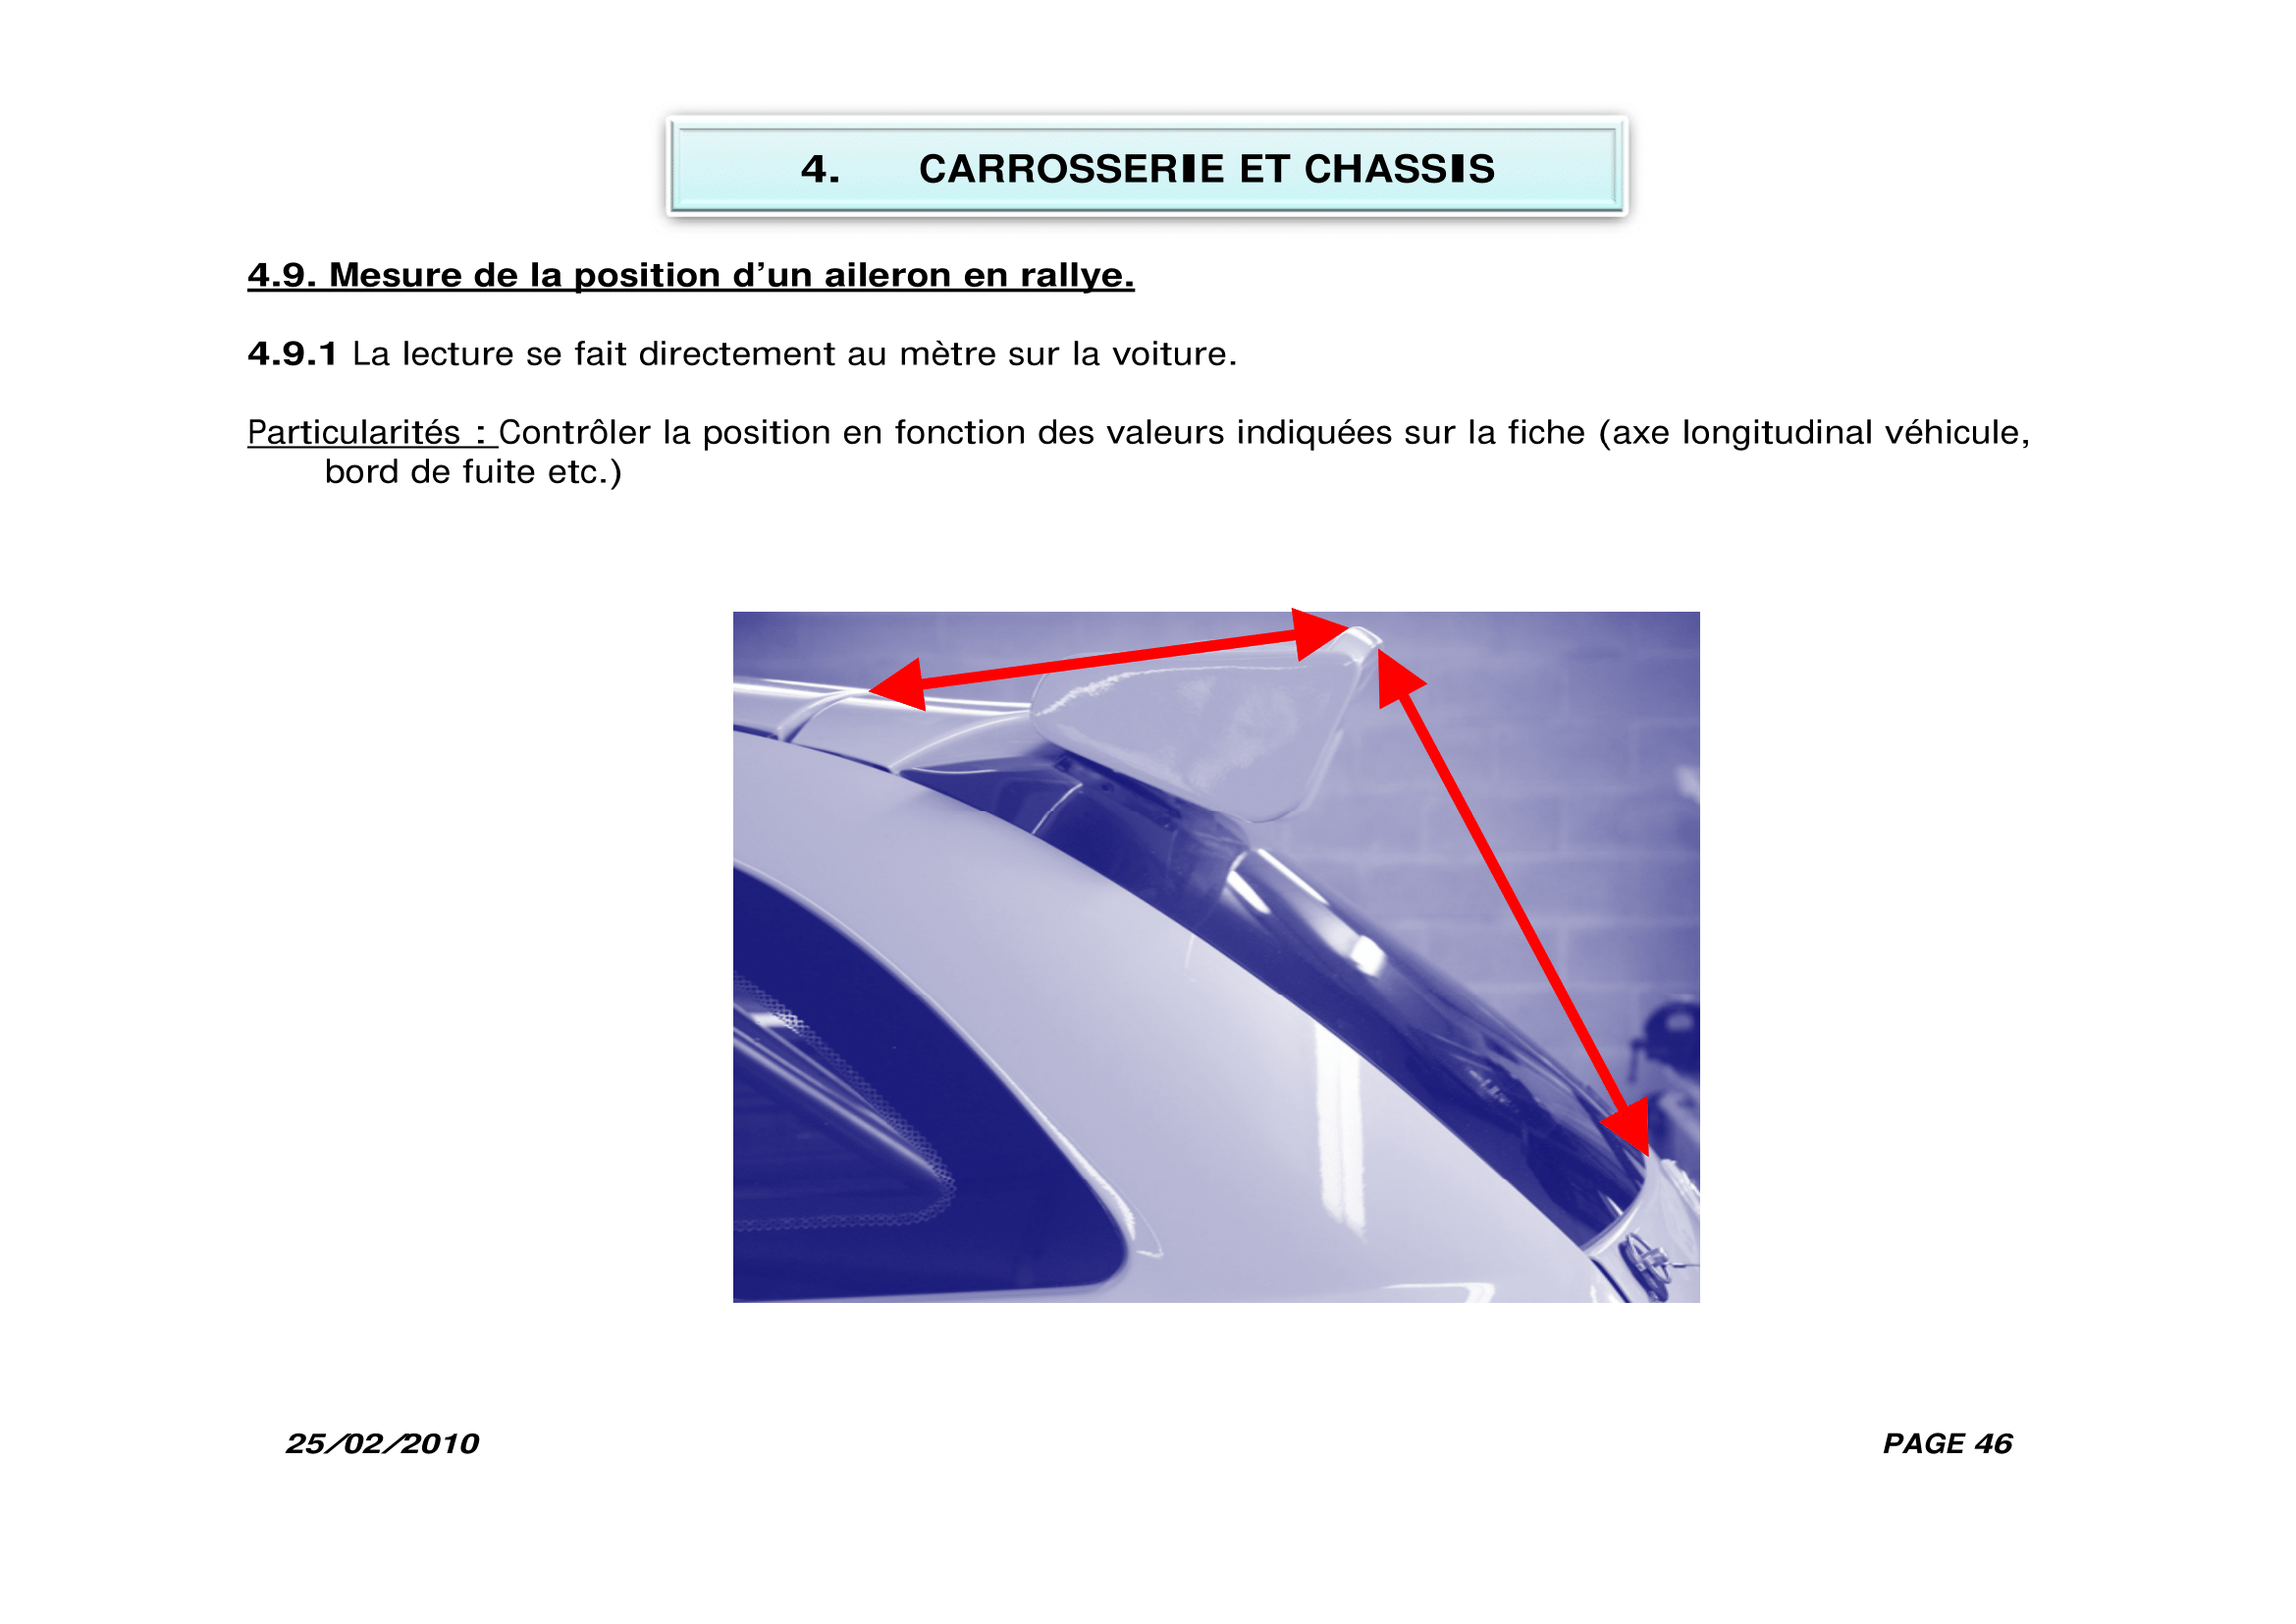 4. CARROSSERIE ET CHASSIS
4.9. Mesure de la position d’un aileron en rallye.
4.9.1 La lecture se fait directement au mètre sur la voiture.
Particularités : Contrôler la position en fonction des valeurs indiquées sur la fiche (axe longitudinal véhicule,
bord de fuite etc.)
25/02/2010
PAGE 46